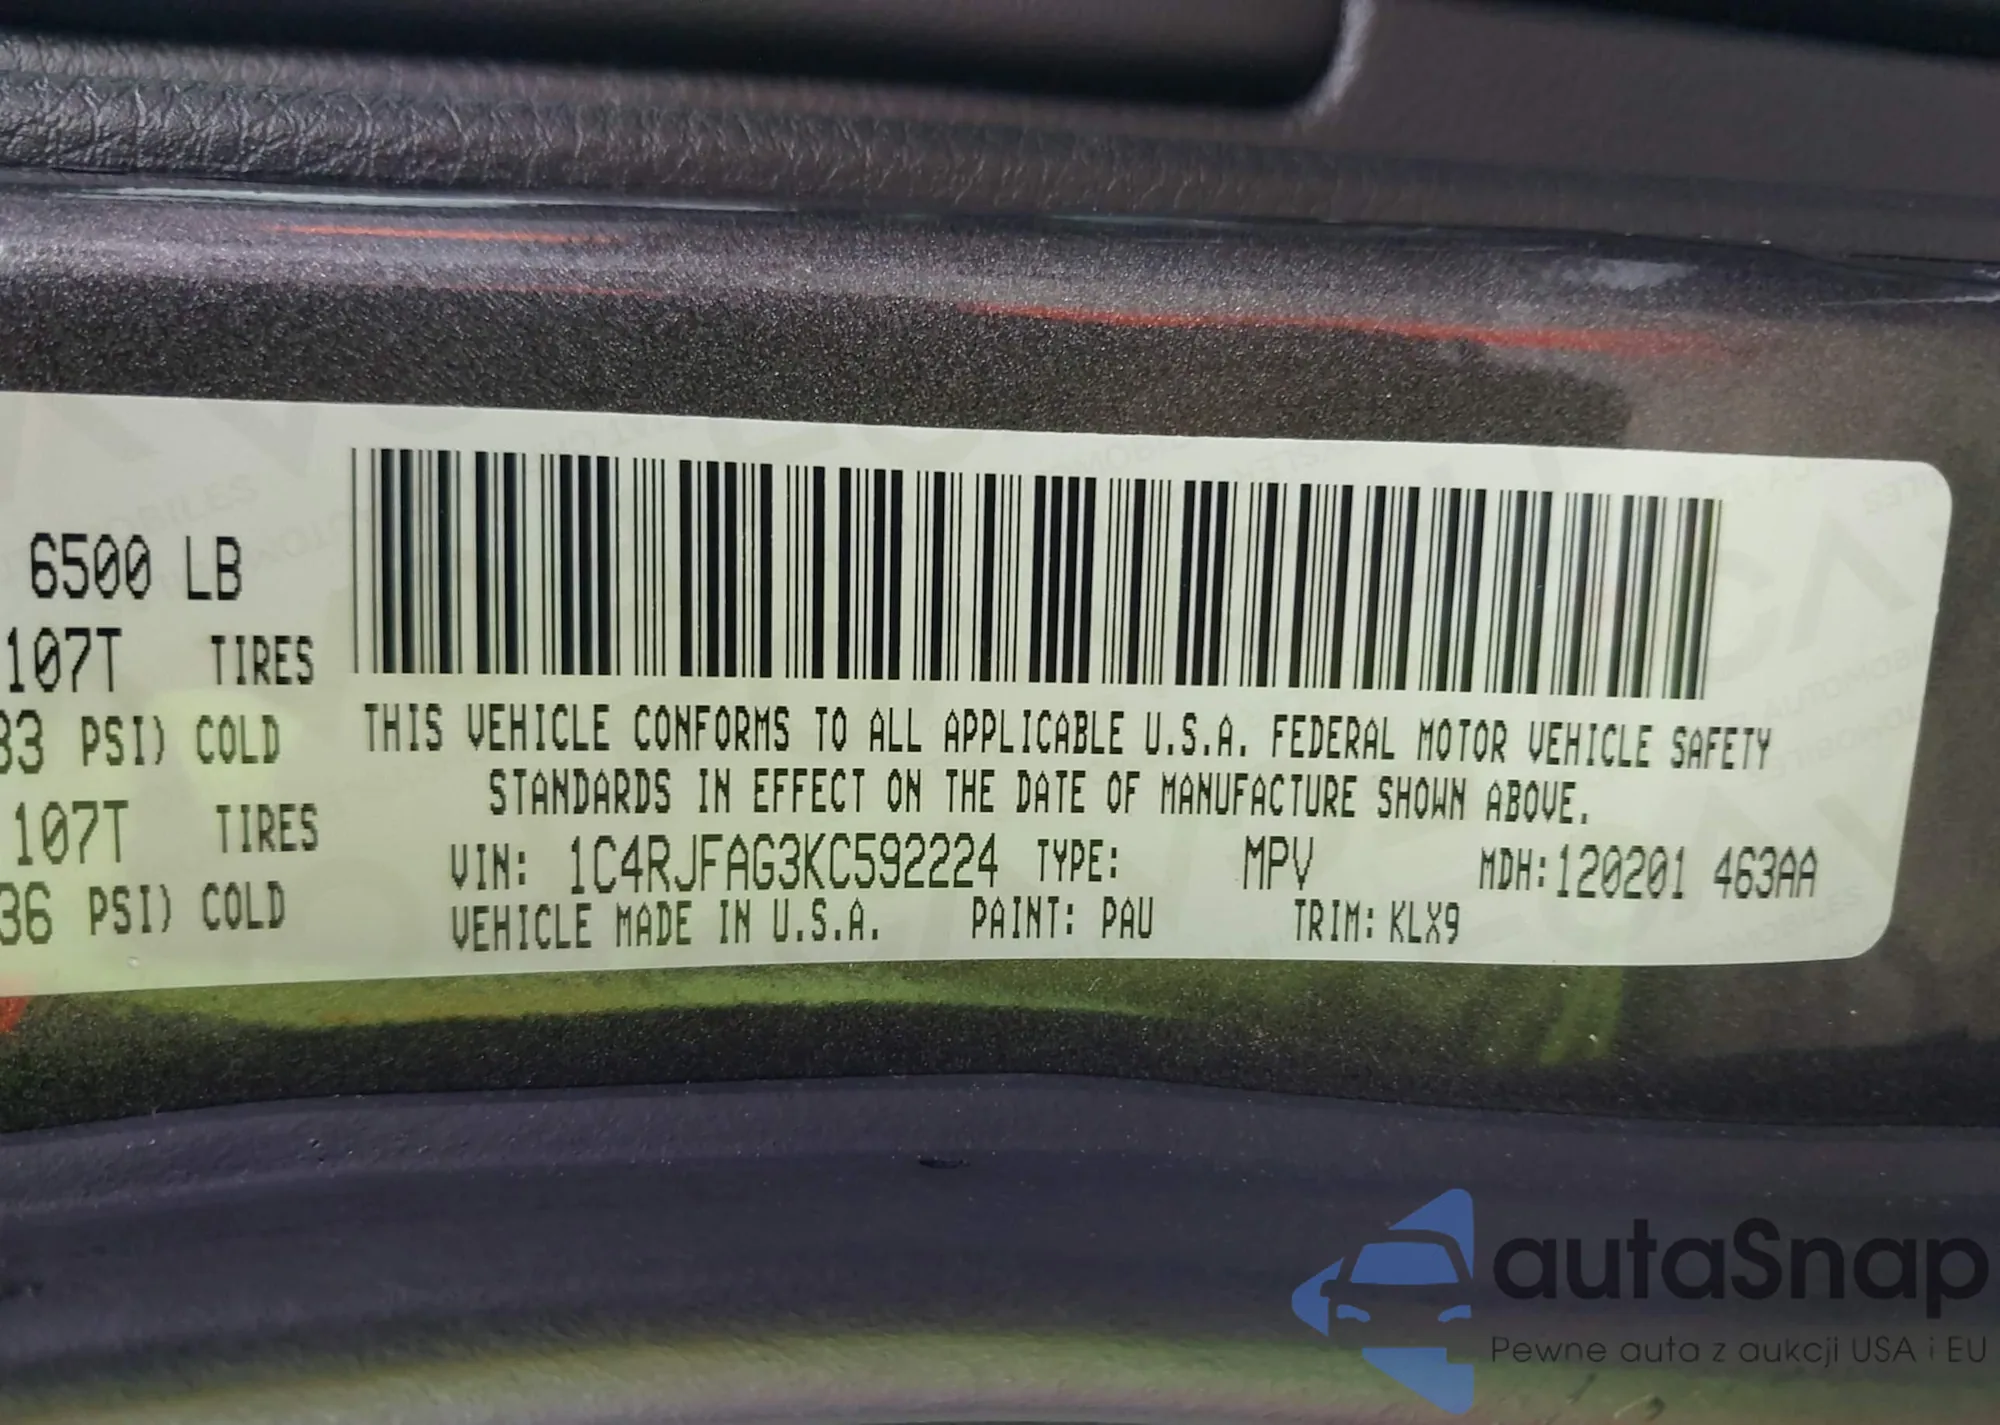 6500 LB
107T TIRES
83 PSI) COLD
107T TIRES
36 PSI) COLD
THIS VEHICLE CONFORMS TO ALL APPLICABLE U.S.A. FEDERAL MOTOR VEHICLE SAFETY
STANDARDS IN EFFECT ON THE DATE OF MANUFACTURE SHOWN ABOVE.
VIN: 1C4RJFAG3KC592224 TYPE: MPV MDH:120201 463AA
VEHICLE MADE IN U.S.A. PAINT: PAU TRIM: KLX9
autaSnap
Pewne auta z aukcji USA i EU